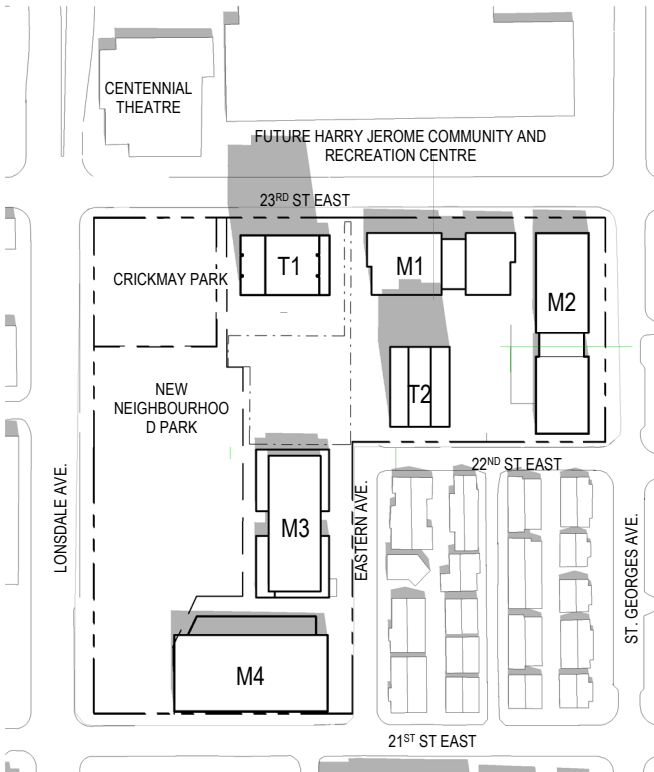 CENTENNIAL
THEATRE
FUTURE HARRY JEROME COMMUNITY AND
RECREATION CENTRE
23RD ST EAST
T1
M1
CRICKMAY PARK
M2
NEW
NEIGHBOURHOO
D PARK
T2
22ND ST EAST
LONSDALE AVE.
EASTERN AVE.
ST. GEORGES AVE.
M3
M4
21ST ST EAST